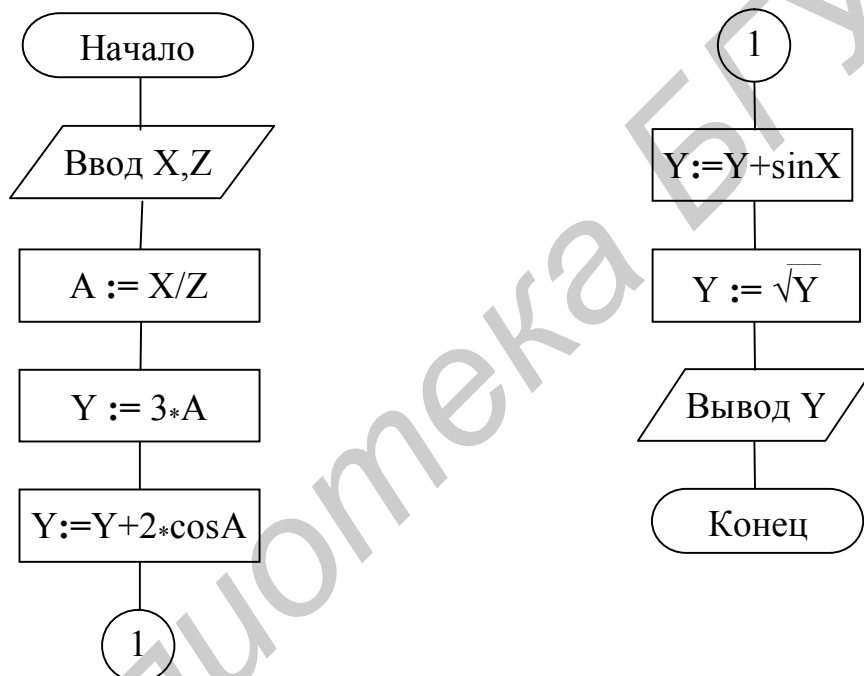 Начало
Ввод X,Z
A := X/Z
Y := 3*A
Y:=Y+2*cosA
1
1
Y:=Y+sinX
Y := √Y
Вывод Y
Конец